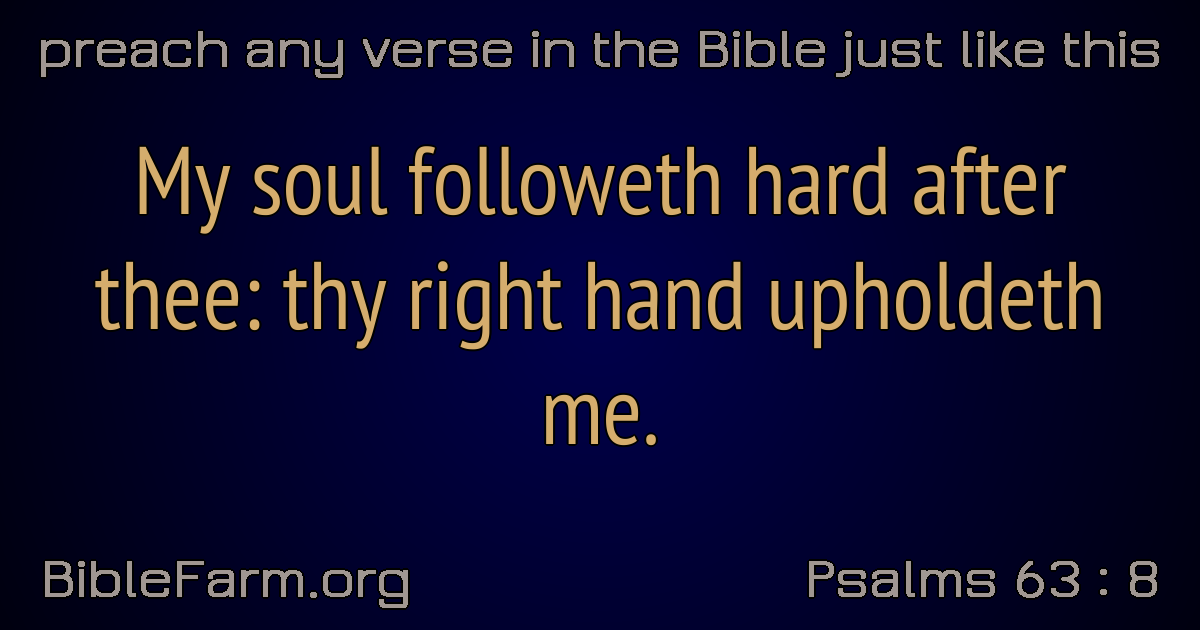 preach any verse in the Bible just like this
My soul followeth hard after
thee: thy right hand upholdeth
me.
BibleFarm.org
Psalms 63 : 8